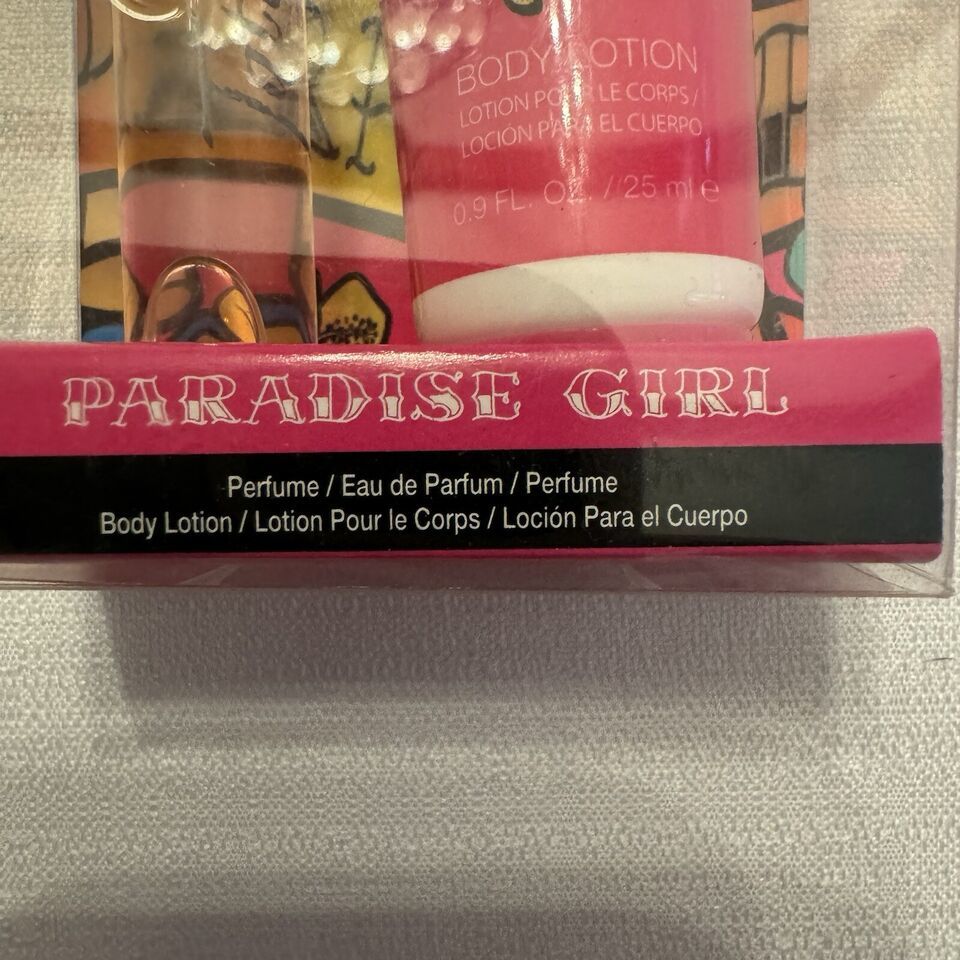 BODY LOTION
LOTION POUR LE CORPS /
LOCIÓN PARA EL CUERPO
0.9 FL. OZ. // 25 ml e
PARADISE GIRL
Perfume / Eau de Parfum / Perfume
Body Lotion / Lotion Pour le Corps / Loción Para el Cuerpo